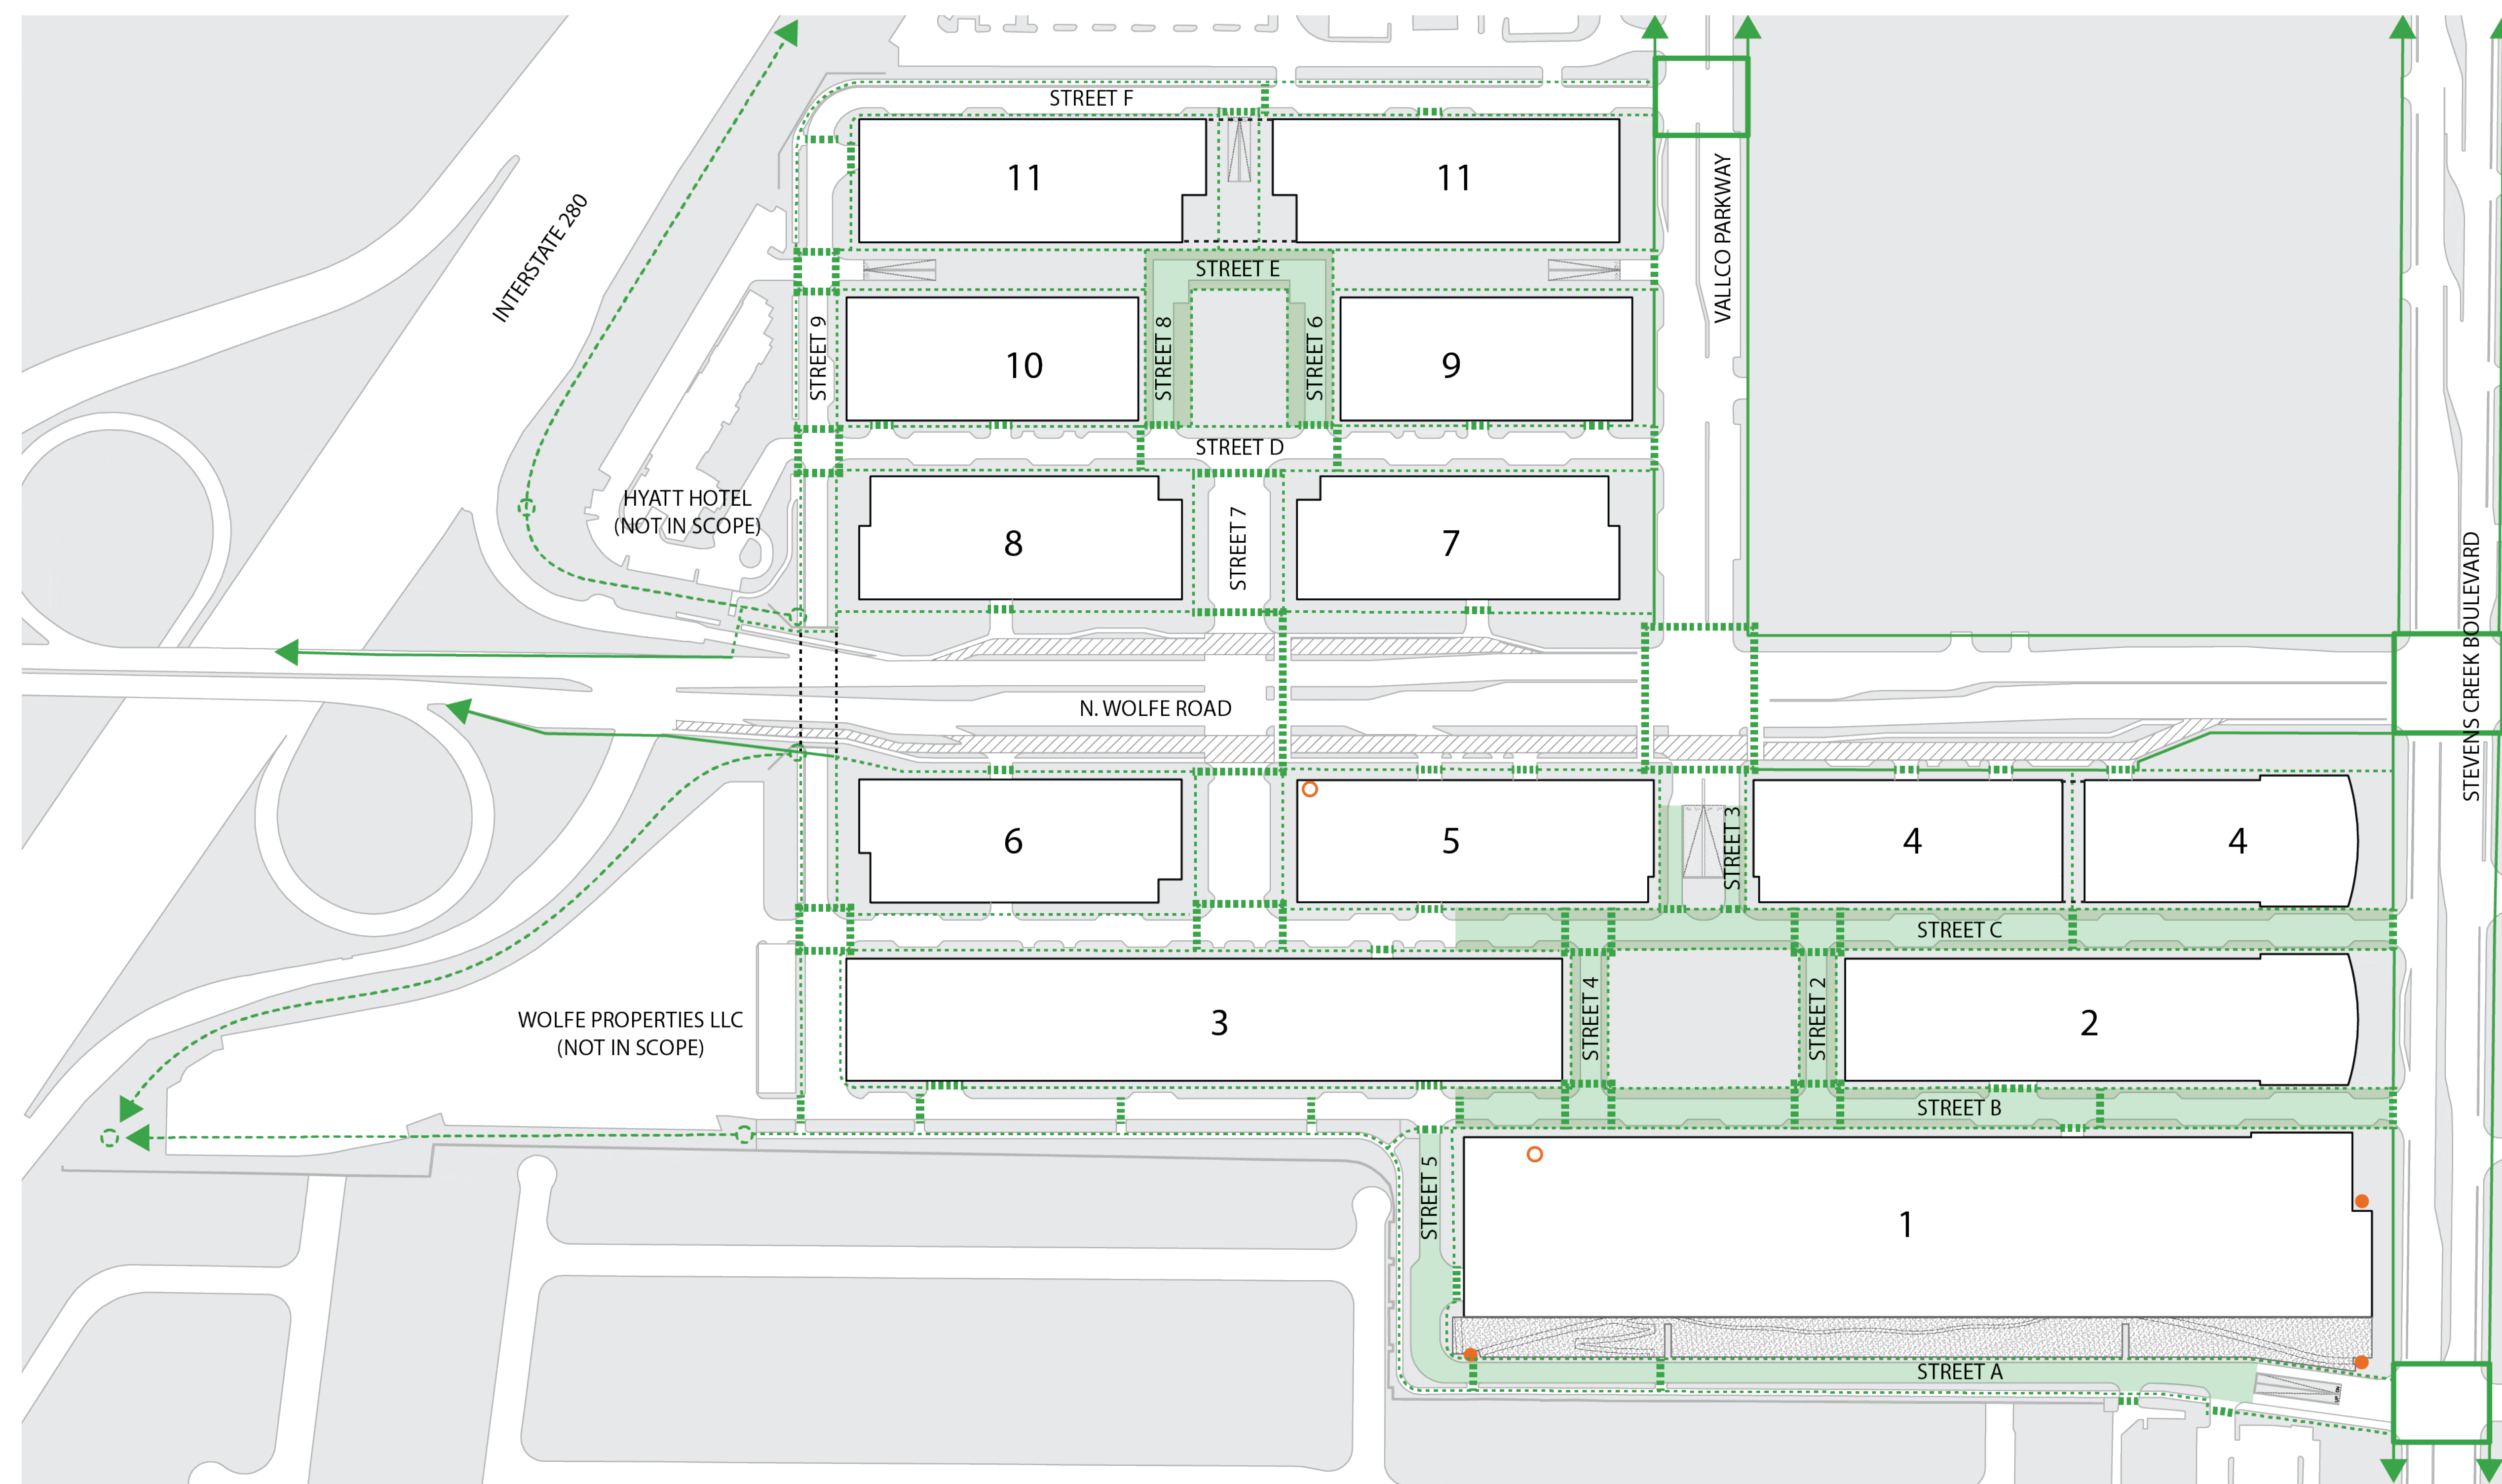 STREET F
11
11
INTERSTATE 280
VALLCO PARKWAY
STREET E
STREET 9
10
STREET 8
STREET 6
9
STREET D
HYATT HOTEL
(NOT IN SCOPE)
8
STREET 7
7
STEVENS CREEK BOULEVARD
N. WOLFE ROAD
6
5
STREET 3
4
4
STREET C
WOLFE PROPERTIES LLC
(NOT IN SCOPE)
3
STREET 4
STREET 2
2
STREET B
STREET 5
1
STREET A